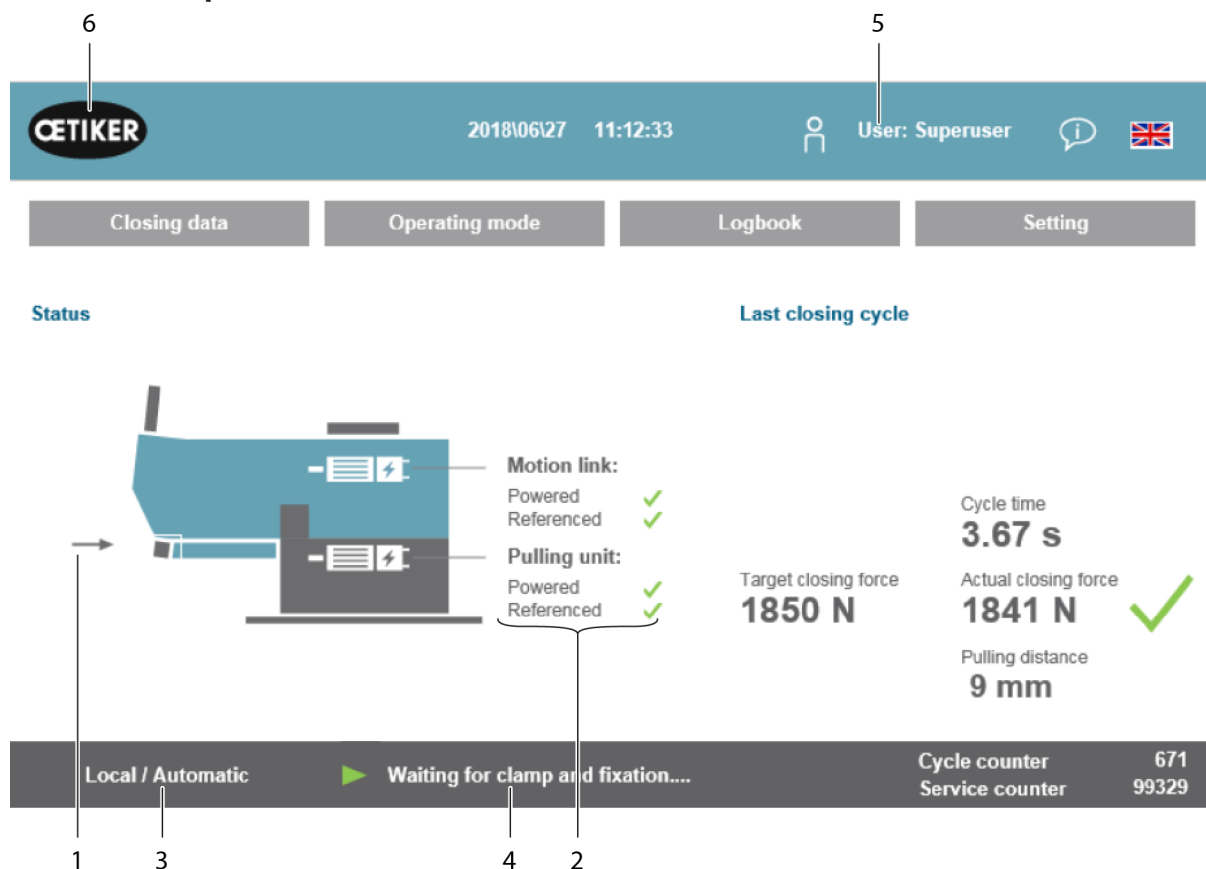 6 5
ŒTIKER
2018\06\27 11:12:33
User: Superuser
i
Closing data Operating mode Logbook Setting
Status
Last closing cycle
Motion link:
Powered
Referenced
Pulling unit:
Powered
Referenced
Cycle time
3.67 s
Target closing force
1850 N
Actual closing force
1841 N
Pulling distance
9 mm
Local / Automatic
Waiting for clamp and fixation....
Cycle counter 671
Service counter 99329
1 3 4 2